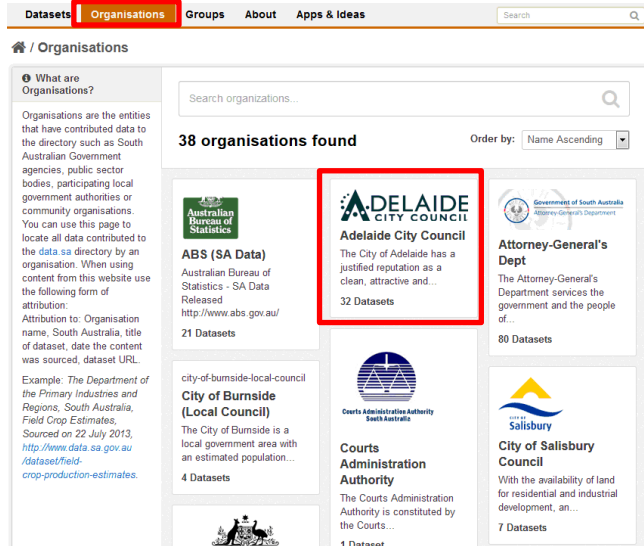 Datasets Organisations Groups About Apps & Ideas Search
/ Organisations
What are
Organisations?
Organisations are the entities
that have contributed data to
the directory such as South
Australian Government
agencies, public sector
bodies, participating local
government authorities or
community organisations.
You can use this page to
locate all data contributed to
the data.sa directory by an
organisation. When using
content from this website use
the following form of
attribution:
Attribution to: Organisation
name, South Australia, title
of dataset, date the content
was sourced, dataset URL.
Example: The Department of
the Primary Industries and
Regions, South Australia,
Field Crop Estimates,
Sourced on 22 July 2013,
http://www.data.sa.gov.au
/dataset/field-
crop-production-estimates.
Search organizations...
38 organisations found
Order by: Name Ascending
Australian
Bureau of
Statistics
ABS (SA Data)
Australian Bureau of
Statistics - SA Data
Released
http://www.abs.gov.au/
21 Datasets
ADELAIDE
CITY COUNCIL
Adelaide City Council
The City of Adelaide has a
justified reputation as a
clean, attractive and...
32 Datasets
Government of South Australia
Attorney-General's Department
Attorney-General's
Dept
The Attorney-General's
Department services the
government and the people
of...
80 Datasets
city-of-burnside-local-council
City of Burnside
(Local Council)
The City of Burnside is a
local government area with
an estimated population...
4 Datasets
Courts Administration Authority
South Australia
Courts
Administration
Authority
The Courts Administration
Authority is constituted by
the Courts...
1 Dataset
CITY OF
Salisbury
City of Salisbury
Council
With the availability of land
for residential and industrial
development, an...
7 Datasets